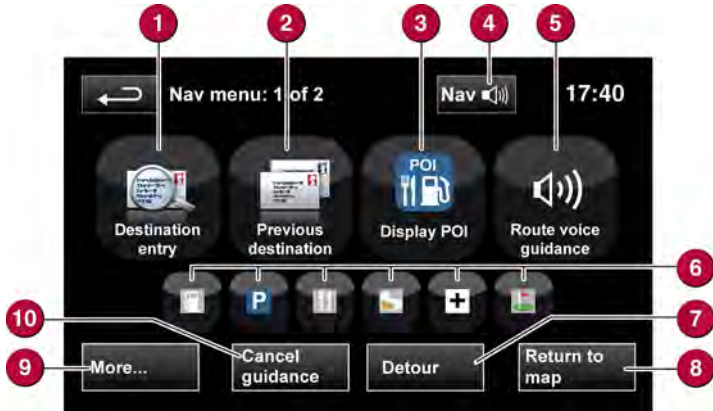 1
2
3
4
5
Nav menu: 1 of 2
Nav
17:40
POI
Destination
entry
Previous
destination
Display POI
Route voice
guidance
P
6
10
7
9
More...
Cancel
guidance
Detour
Return to
map
8